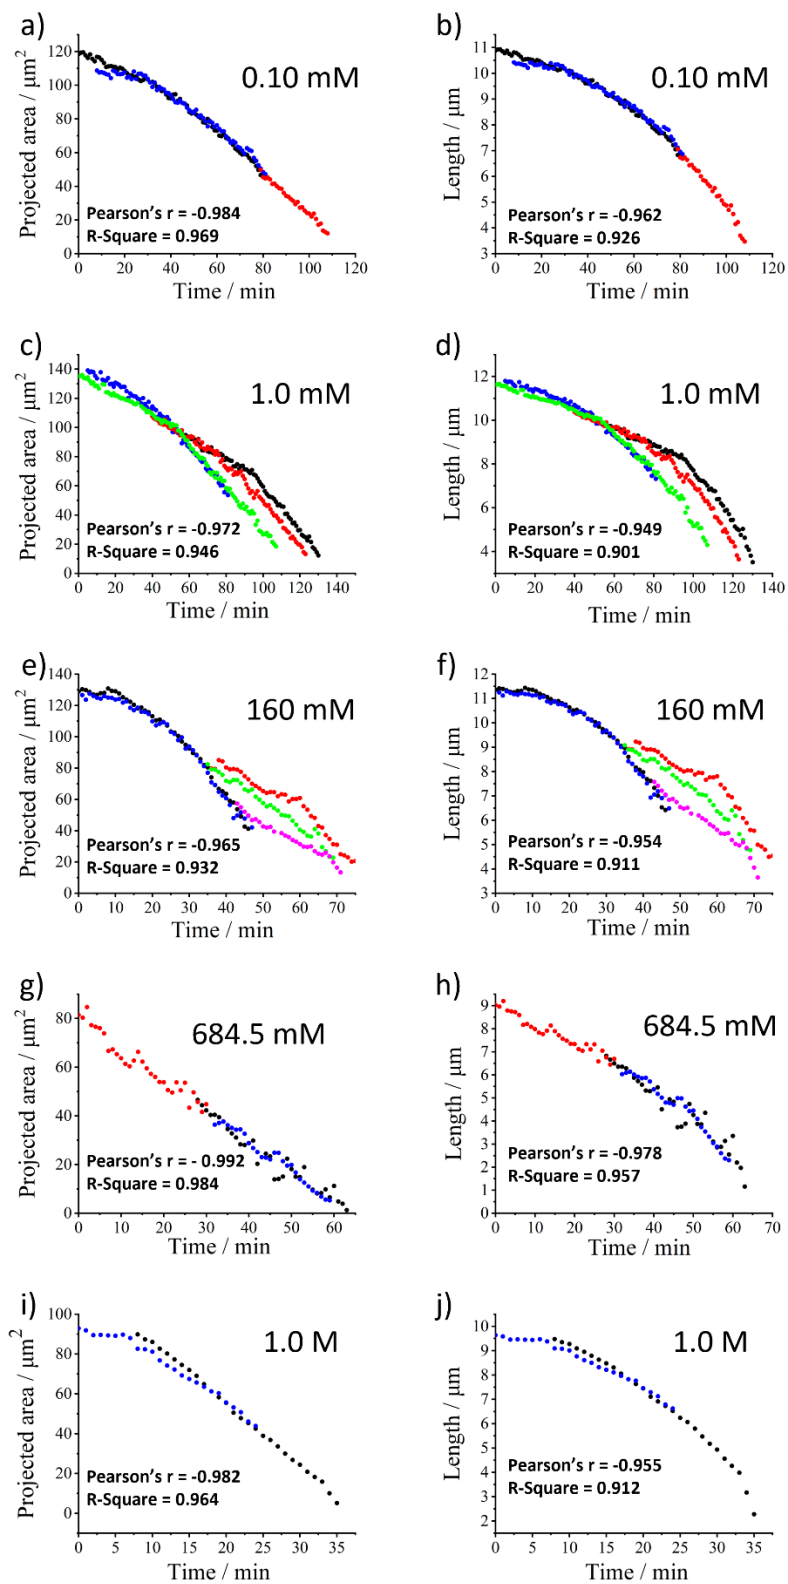 a)
0.10 mM
Projected area / μm²
120
100
80
60
40
20
0
Pearson's r = -0.984
R-Square = 0.969
0 20 40 60 80 100 120
Time / min
b)
0.10 mM
Length / μm
11
10
9
8
7
6
5
4
3
Pearson's r = -0.962
R-Square = 0.926
0 20 40 60 80 100 120
Time / min
c)
1.0 mM
Projected area / μm²
140
120
100
80
60
40
20
0
Pearson's r = -0.972
R-Square = 0.946
0 20 40 60 80 100 120 140
Time / min
d)
1.0 mM
Length / μm
12
10
8
6
4
Pearson's r = -0.949
R-Square = 0.901
0 20 40 60 80 100 120 140
Time / min
e)
160 mM
Projected area / μm²
140
120
100
80
60
40
20
0
Pearson's r = -0.965
R-Square = 0.932
0 10 20 30 40 50 60 70
Time / min
f)
160 mM
Length / μm
12
11
10
9
8
7
6
5
4
3
Pearson's r = -0.954
R-Square = 0.911
0 10 20 30 40 50 60 70
Time / min
g)
684.5 mM
Projected area / μm²
80
60
40
20
0
Pearson's r = - 0.992
R-Square = 0.984
0 10 20 30 40 50 60
Time / min
h)
684.5 mM
Length / μm
9
8
7
6
5
4
3
2
1
0
Pearson's r = -0.978
R-Square = 0.957
0 10 20 30 40 50 60 70
Time / min
i)
1.0 M
Projected area / μm²
100
80
60
40
20
0
Pearson's r = -0.982
R-Square = 0.964
0 5 10 15 20 25 30 35
Time / min
j)
1.0 M
Length / μm
10
9
8
7
6
5
4
3
2
Pearson's r = -0.955
R-Square = 0.912
0 5 10 15 20 25 30 35
Time / min